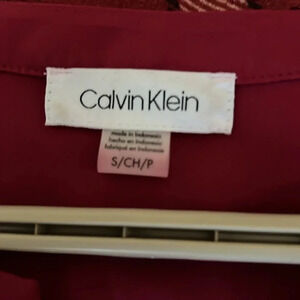 Calvin Klein
made in Indonesia
hecho en Indonesia
fabriqué en Indonésie
S/CH/P